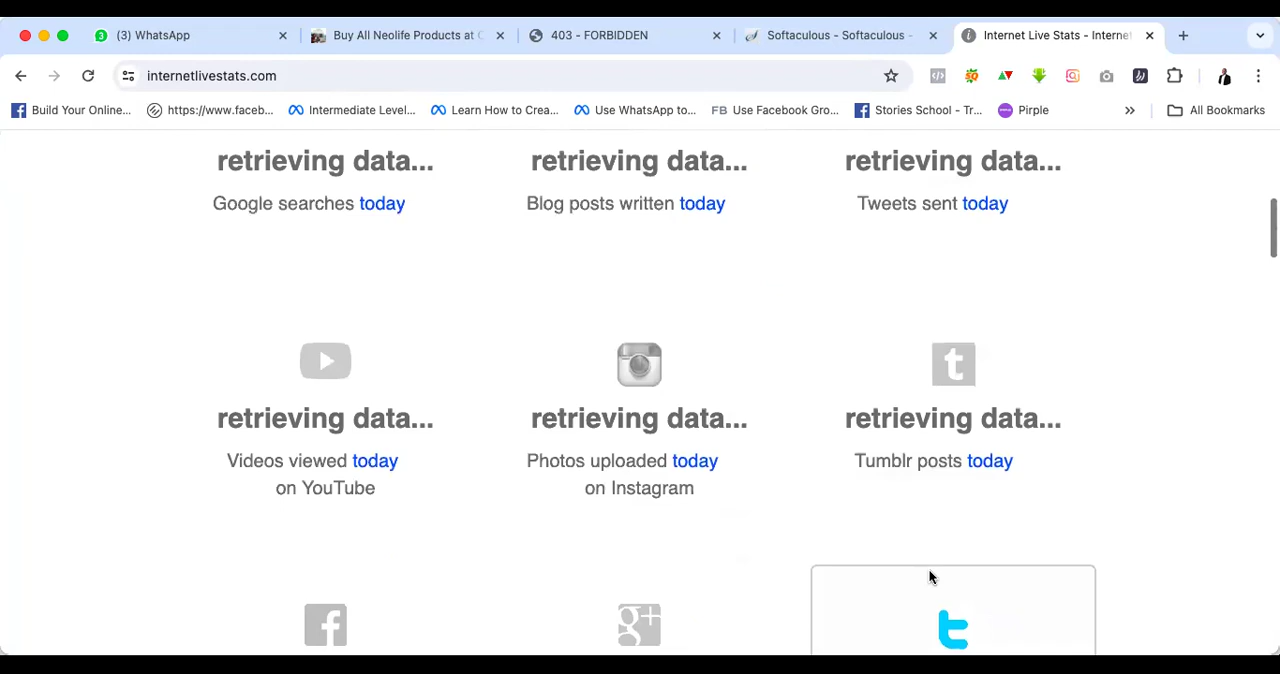 3 (3) WhatsApp
Buy All Neolife Products at C
403 - FORBIDDEN
Softaculous - Softaculous -
Internet Live Stats - Internet
internetlivestats.com
Build Your Online...
https://www.faceb...
Intermediate Level...
Learn How to Crea...
Use WhatsApp to...
FB Use Facebook Gro...
Stories School - Tr...
Pirple
All Bookmarks
retrieving data... retrieving data... retrieving data...
Google searches today Blog posts written today Tweets sent today
retrieving data... retrieving data... retrieving data...
Videos viewed today Photos uploaded today Tumblr posts today
on YouTube on Instagram